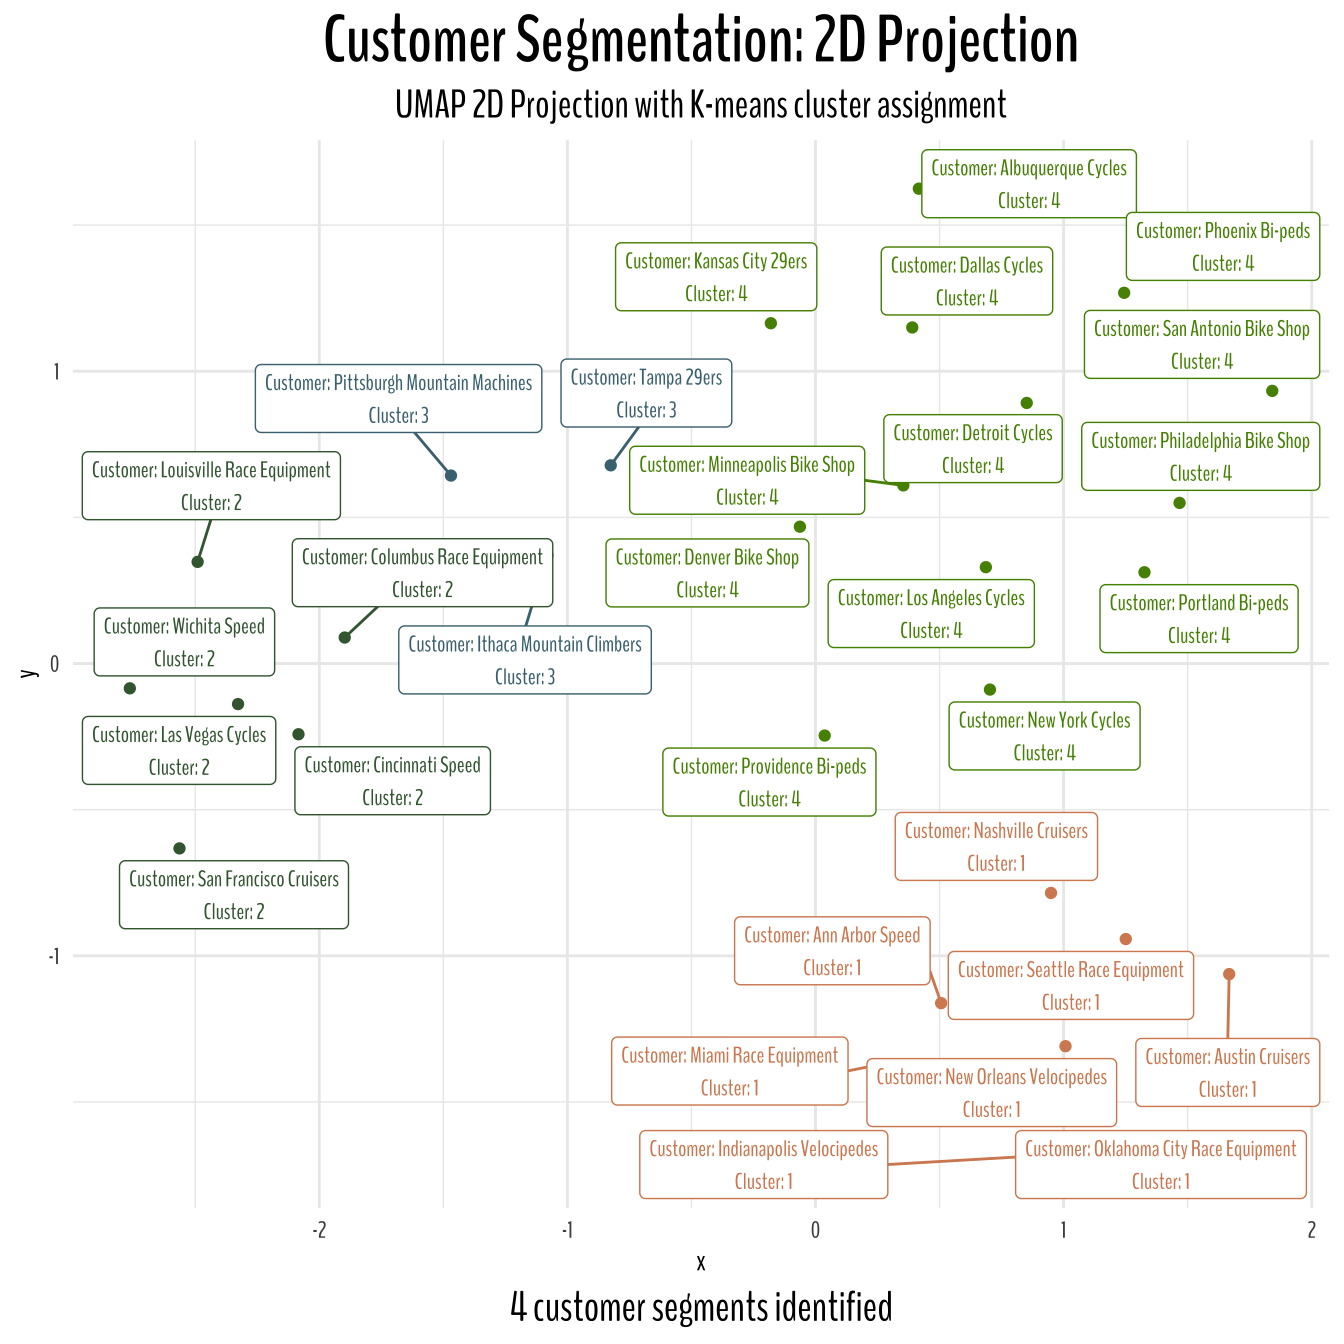 Customer Segmentation: 2D Projection
UMAP 2D Projection with K-means cluster assignment
Customer: Albuquerque Cycles
Cluster: 4
Customer: Phoenix Bi-peds
Cluster: 4
Customer: Kansas City 29ers
Cluster: 4
Customer: Dallas Cycles
Cluster: 4
Customer: San Antonio Bike Shop
Cluster: 4
1
Customer: Pittsburgh Mountain Machines
Cluster: 3
Customer: Tampa 29ers
Cluster: 3
Customer: Detroit Cycles
Cluster: 4
Customer: Philadelphia Bike Shop
Cluster: 4
Customer: Louisville Race Equipment
Cluster: 2
Customer: Minneapolis Bike Shop
Cluster: 4
Customer: Columbus Race Equipment
Cluster: 2
Customer: Denver Bike Shop
Cluster: 4
Customer: Los Angeles Cycles
Cluster: 4
Customer: Portland Bi-peds
Cluster: 4
Customer: Wichita Speed
Cluster: 2
Customer: Ithaca Mountain Climbers
Cluster: 3
0
y
Customer: Las Vegas Cycles
Cluster: 2
Customer: Cincinnati Speed
Cluster: 2
Customer: Providence Bi-peds
Cluster: 4
Customer: New York Cycles
Cluster: 4
Customer: Nashville Cruisers
Cluster: 1
Customer: San Francisco Cruisers
Cluster: 2
Customer: Ann Arbor Speed
Cluster: 1
-1
Customer: Seattle Race Equipment
Cluster: 1
Customer: Miami Race Equipment
Cluster: 1
Customer: New Orleans Velocipedes
Cluster: 1
Customer: Austin Cruisers
Cluster: 1
Customer: Indianapolis Velocipedes
Cluster: 1
Customer: Oklahoma City Race Equipment
Cluster: 1
-2 -1 0 1 2
x
4 customer segments identified